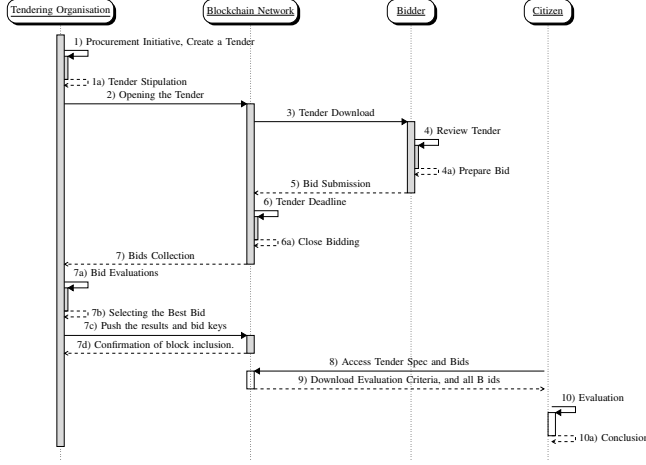 Tendering Organisation
Blockchain Network
Bidder
Citizen
1) Procurement Initiative, Create a Tender
1a) Tender Stipulation
2) Opening the Tender
3) Tender Download
4) Review Tender
4a) Prepare Bid
5) Bid Submission
6) Tender Deadline
6a) Close Bidding
7) Bids Collection
7a) Bid Evaluations
7b) Selecting the Best Bid
7c) Push the results and bid keys
7d) Confirmation of block inclusion.
8) Access Tender Spec and Bids
9) Download Evaluation Criteria, and all B ids
10) Evaluation
10a) Conclusion